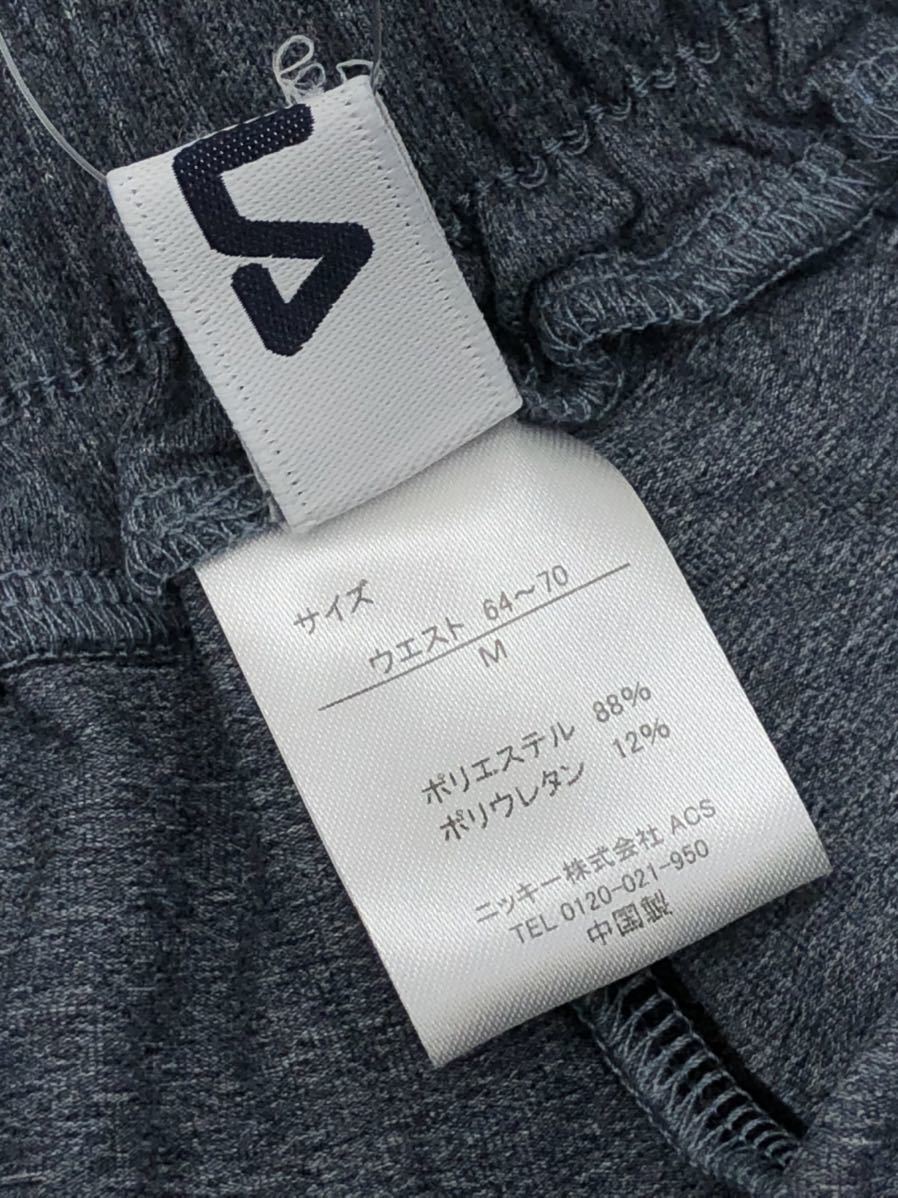 LA
サイズ
ウエスト 64～70
M
ポリエステル 88%
ポリウレタン 12%
ニッキー株式会社 ACS
TEL 0120-021-950
中国製